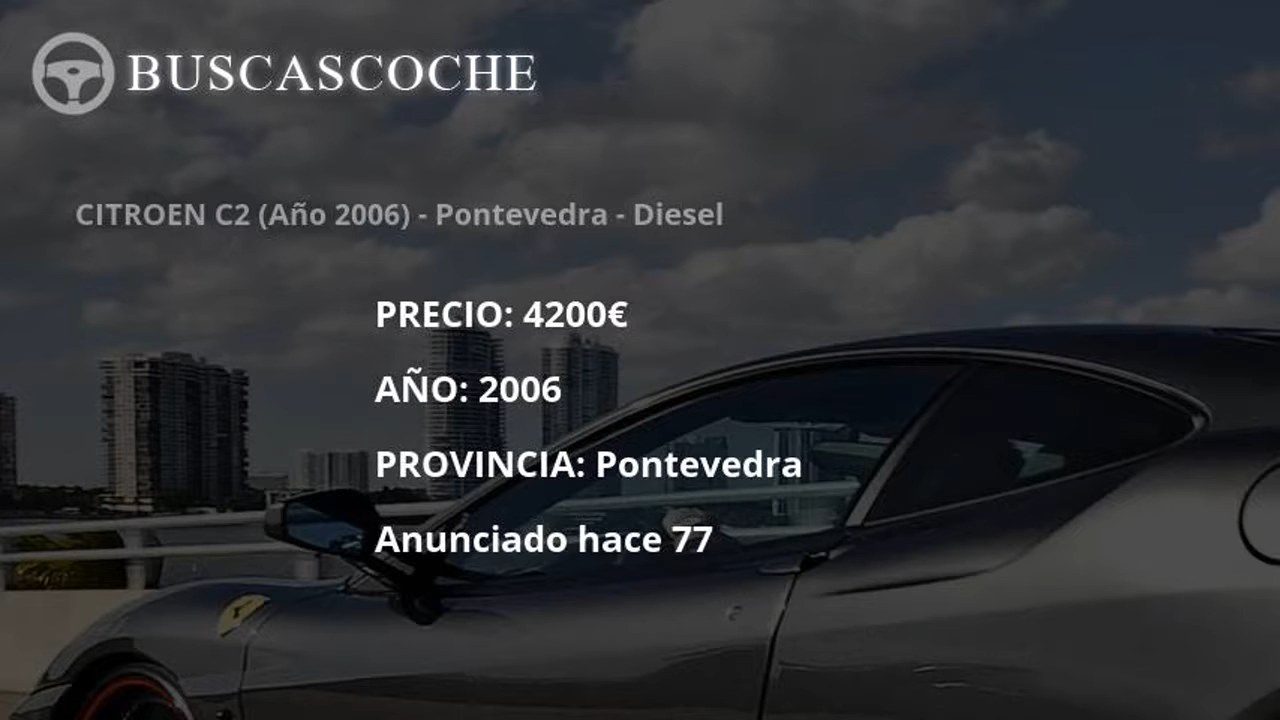 BUSCASCOCHE
CITROEN C2 (Año 2006) - Pontevedra - Diesel
PRECIO: 4200€
AÑO: 2006
PROVINCIA: Pontevedra
Anunciado hace 77